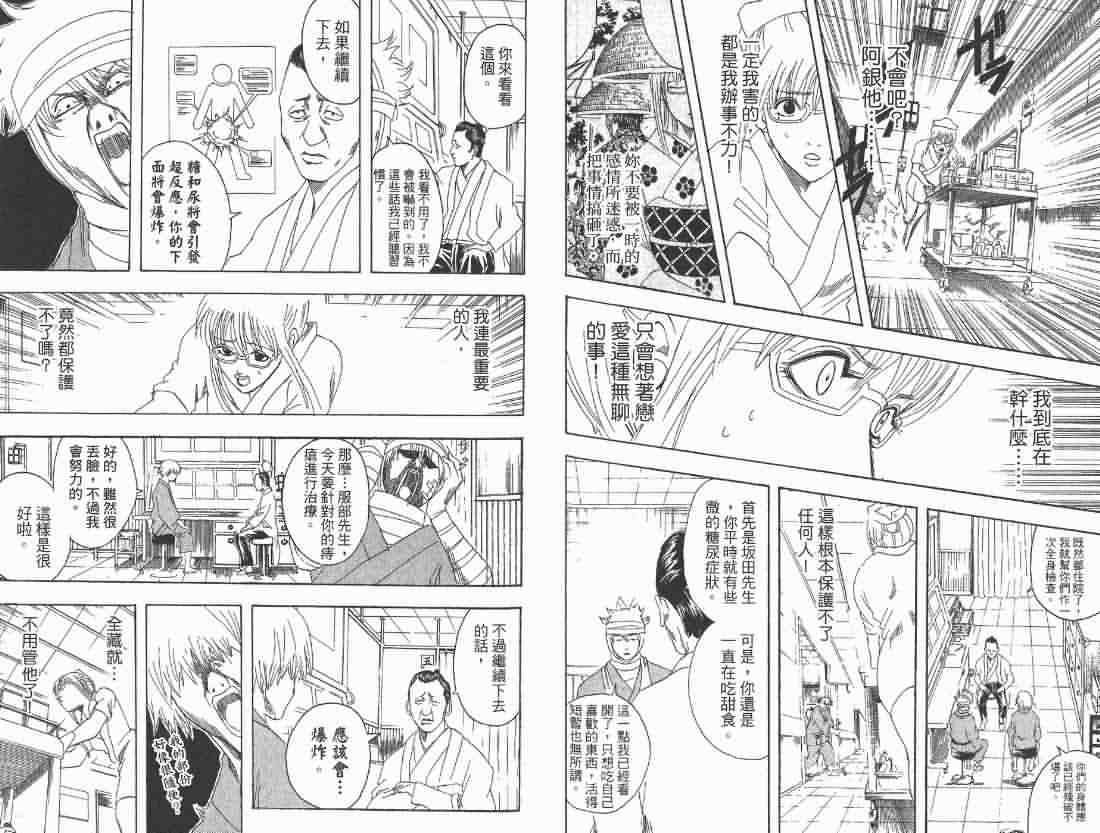 不會吧？
阿銀他……！
一定我害的
都是我辦事不力！
妳不要被一時的
感情所迷惑，而
把事情搞砸了。
我到底在
幹什麼……
只會想著戀
愛這種無聊
的事！
既然都住院了，
我就幫你們作一
次全身檢查。
你們的身體應
該已經殘破不
堪了吧。
這樣根本保護不了
任何人！
首先是坂田先生
，你平時就有些
微的糖尿症狀。
可是，你還是
一直在吃甜食。
這一點我已經看
開了，只想吃自己
喜歡的東西，活得
短暫也無所謂。
你來看看
這個。
我看不用了，我不
會被嚇到的。因為
這些話我已經聽習
慣了。
如果繼續
下去，
糖和尿將會引發
超反應，你的下
面將會爆炸。
我連最重要
的人，
竟然都保護
不了嗎？
那麼…服部先生，
今天要針對你的痔
瘡進行治療。
好的，雖然很
丟臉，不過我
會努力的。
這樣是很
好啦。
不過繼續下去
的話，
應該會…
爆炸。
全藏就…
不用管他了！